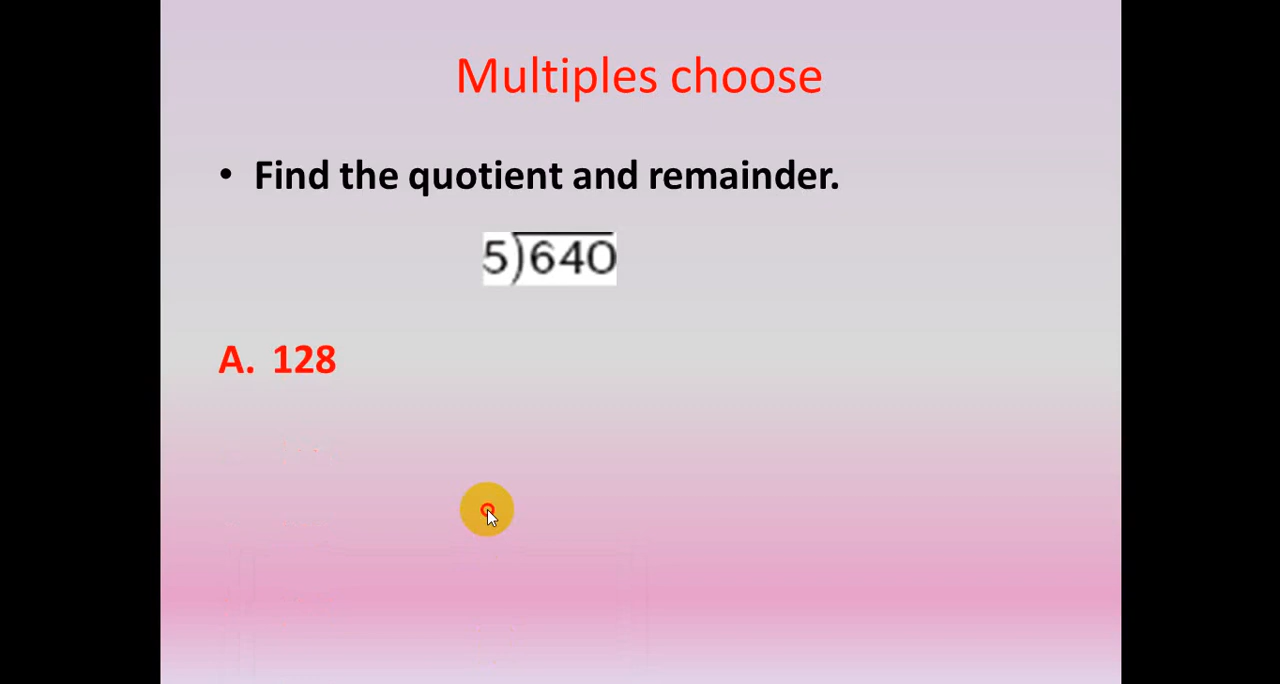 Multiples choose
• Find the quotient and remainder.
5)640
A. 128